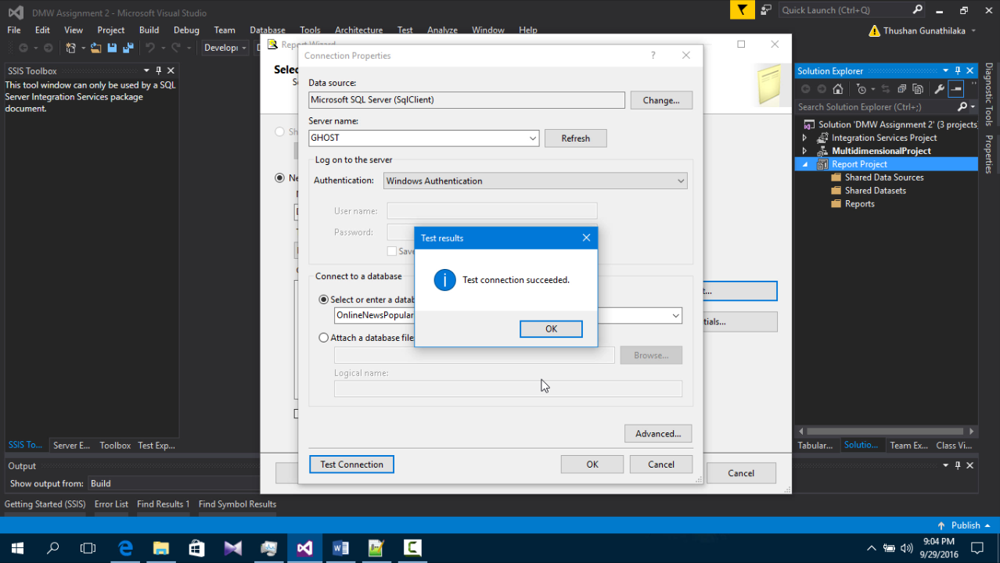 DMW Assignment 2 - Microsoft Visual Studio
Quick Launch (Ctrl+Q)
File Edit View Project Build Debug Team Database Tools Architecture Test Analyze Window Help
Thushan Gunathilaka
Developi
Report Wizard
SSIS Toolbox
This tool window can only be used by a SQL
Server Integration Services package
document.
Connection Properties
Data source:
Microsoft SQL Server (SqlClient)
Change...
Server name:
GHOST
Refresh
Log on to the server
Authentication:
Windows Authentication
User name:
Password:
Save
Connect to a database
Select or enter a datab
OnlineNewsPopular
Attach a database file
Browse...
Logical name:
Advanced...
Test Connection
OK
Cancel
Test results
Test connection succeeded.
OK
Cancel
Solution Explorer
Search Solution Explorer (Ctrl+;)
Solution 'DMW Assignment 2' (3 projects
Integration Services Project
MultidimensionalProject
Report Project
Shared Data Sources
Shared Datasets
Reports
Diagnostic Tools
Properties
SSIS To... Server E... Toolbox Test Exp...
Tabular... Solutio... Team Ex... Class Vi...
Output
Show output from: Build
Getting Started (SSIS) Error List Find Results 1 Find Symbol Results
Publish
9:04 PM
9/29/2016